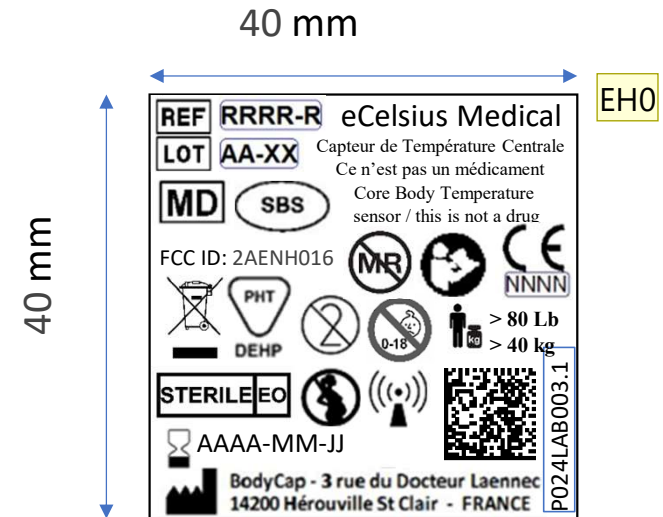 40 mm
EH0
40 mm
REF RRRR-R eCelsius Medical
LOT AA-XX Capteur de Température Centrale
Ce n'est pas un médicament
MD SBS Core Body Temperature
sensor / this is not a drug
FCC ID: 2AENH016 MR CE
NNNN
PHT
DEHP
2
0-18
kg
> 80 Lb
> 40 kg
STERILE EO
AAAA-MM-JJ
P024LAB003.1
BodyCap - 3 rue du Docteur Laennec
14200 Hérouville St Clair - FRANCE